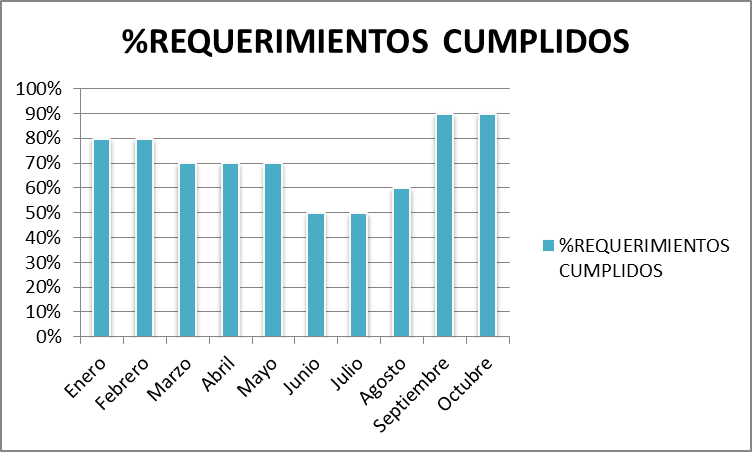 %REQUERIMIENTOS CUMPLIDOS
100%
90%
80%
70%
60%
50%
40%
30%
20%
10%
0%
Enero
Febrero
Marzo
Abril
Mayo
Junio
Julio
Agosto
Septiembre
Octubre
%REQUERIMIENTOS
CUMPLIDOS